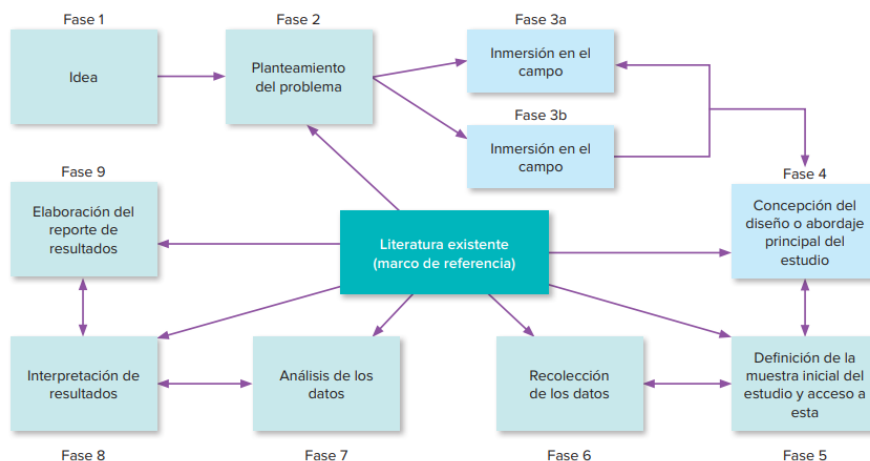 Fase 1
Idea
Fase 2
Planteamiento
del problema
Fase 3a
Inmersión en el
campo
Fase 3b
Inmersión en el
campo
Fase 4
Concepción del
diseño o abordaje
principal del
estudio
Fase 9
Elaboración del
reporte de
resultados
Literatura existente
(marco de referencia)
Interpretación de
resultados
Fase 8
Análisis de los
datos
Fase 7
Recolección
de los datos
Fase 6
Definición de la
muestra inicial del
estudio y acceso a
esta
Fase 5